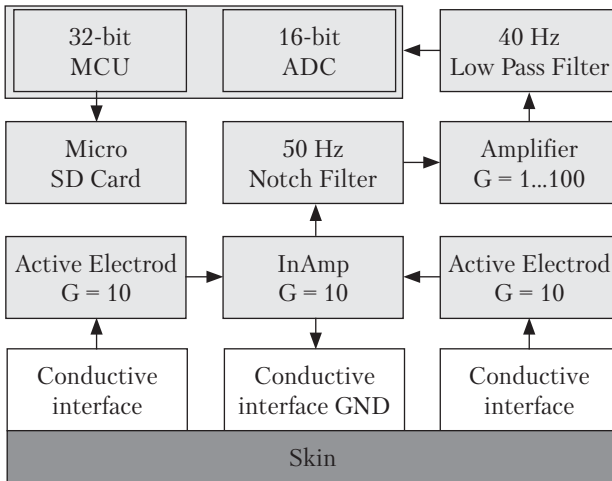 32-bit
MCU
16-bit
ADC
40 Hz
Low Pass Filter
Micro
SD Card
50 Hz
Notch Filter
Amplifier
G = 1...100
Active Electrod
G = 10
InAmp
G = 10
Active Electrod
G = 10
Conductive
interface
Conductive
interface GND
Conductive
interface
Skin